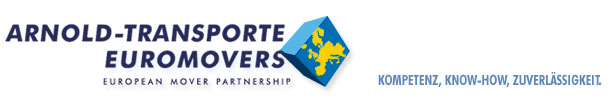 ARNOLD-TRANSPORTE
EUROMOVERS
EUROPEAN MOVER PARTNERSHIP
KOMPETENZ, KNOW-HOW, ZUVERLÄSSIGKEIT.